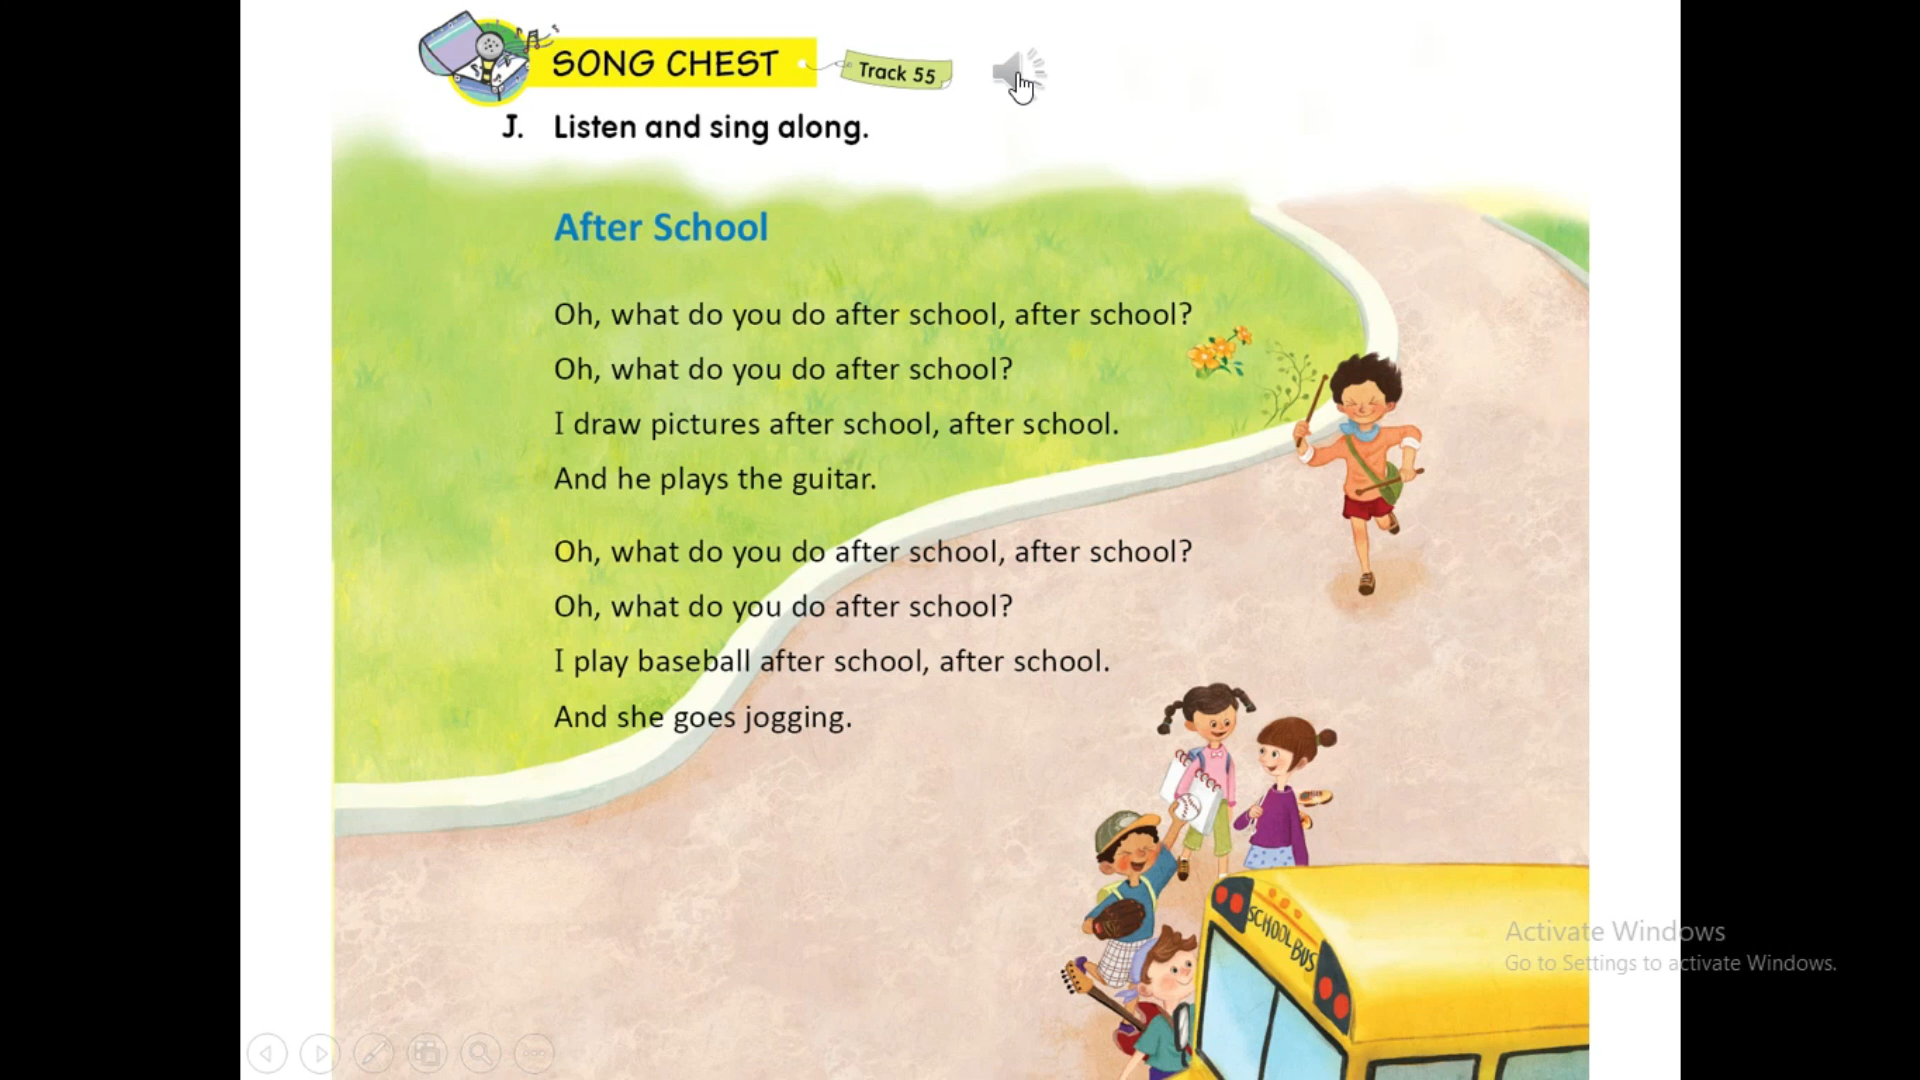 SONG CHEST
Track 55
J. Listen and sing along.
After School
Oh, what do you do after school, after school?
Oh, what do you do after school?
I draw pictures after school, after school.
And he plays the guitar.
Oh, what do you do after school, after school?
Oh, what do you do after school?
I play baseball after school, after school.
And she goes jogging.
SCHOOL BUS
Activate Windows
Go to Settings to activate Windows.